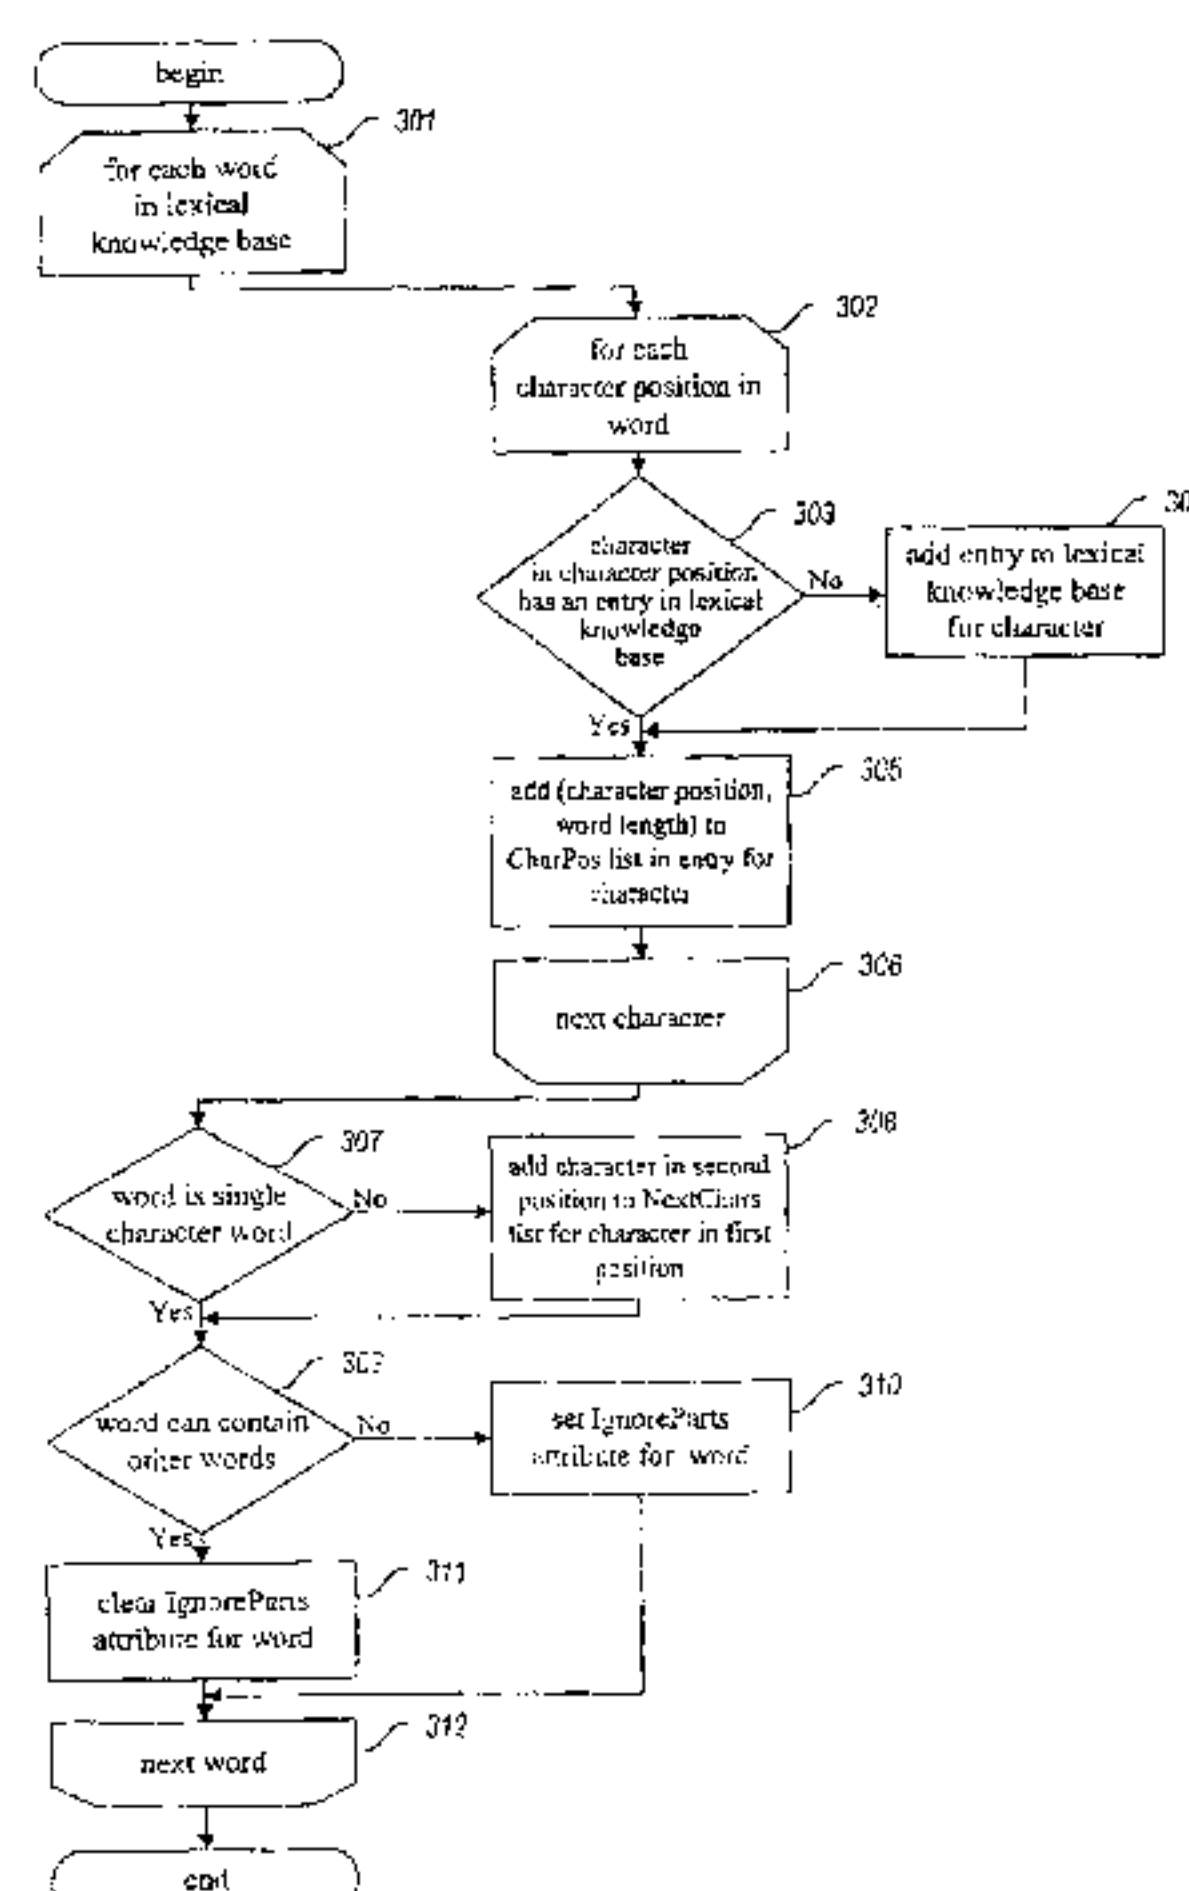 begin
301
for each word
in lexical
knowledge base
302
for each
character position in
word
303
character
in character position
has an entry in lexical
knowledge
base
No
30
add entry to lexical
knowledge base
for character
Yes
305
add (character position,
word length) to
CharPos list in entry for
character
306
next character
307
word is single
character word
No
308
add character in second
position to NextChars
list for character in first
position
Yes
309
word can contain
other words
No
310
set IgnoreParts
attribute for word
Yes
311
clear IgnoreParts
attribute for word
312
next word
end